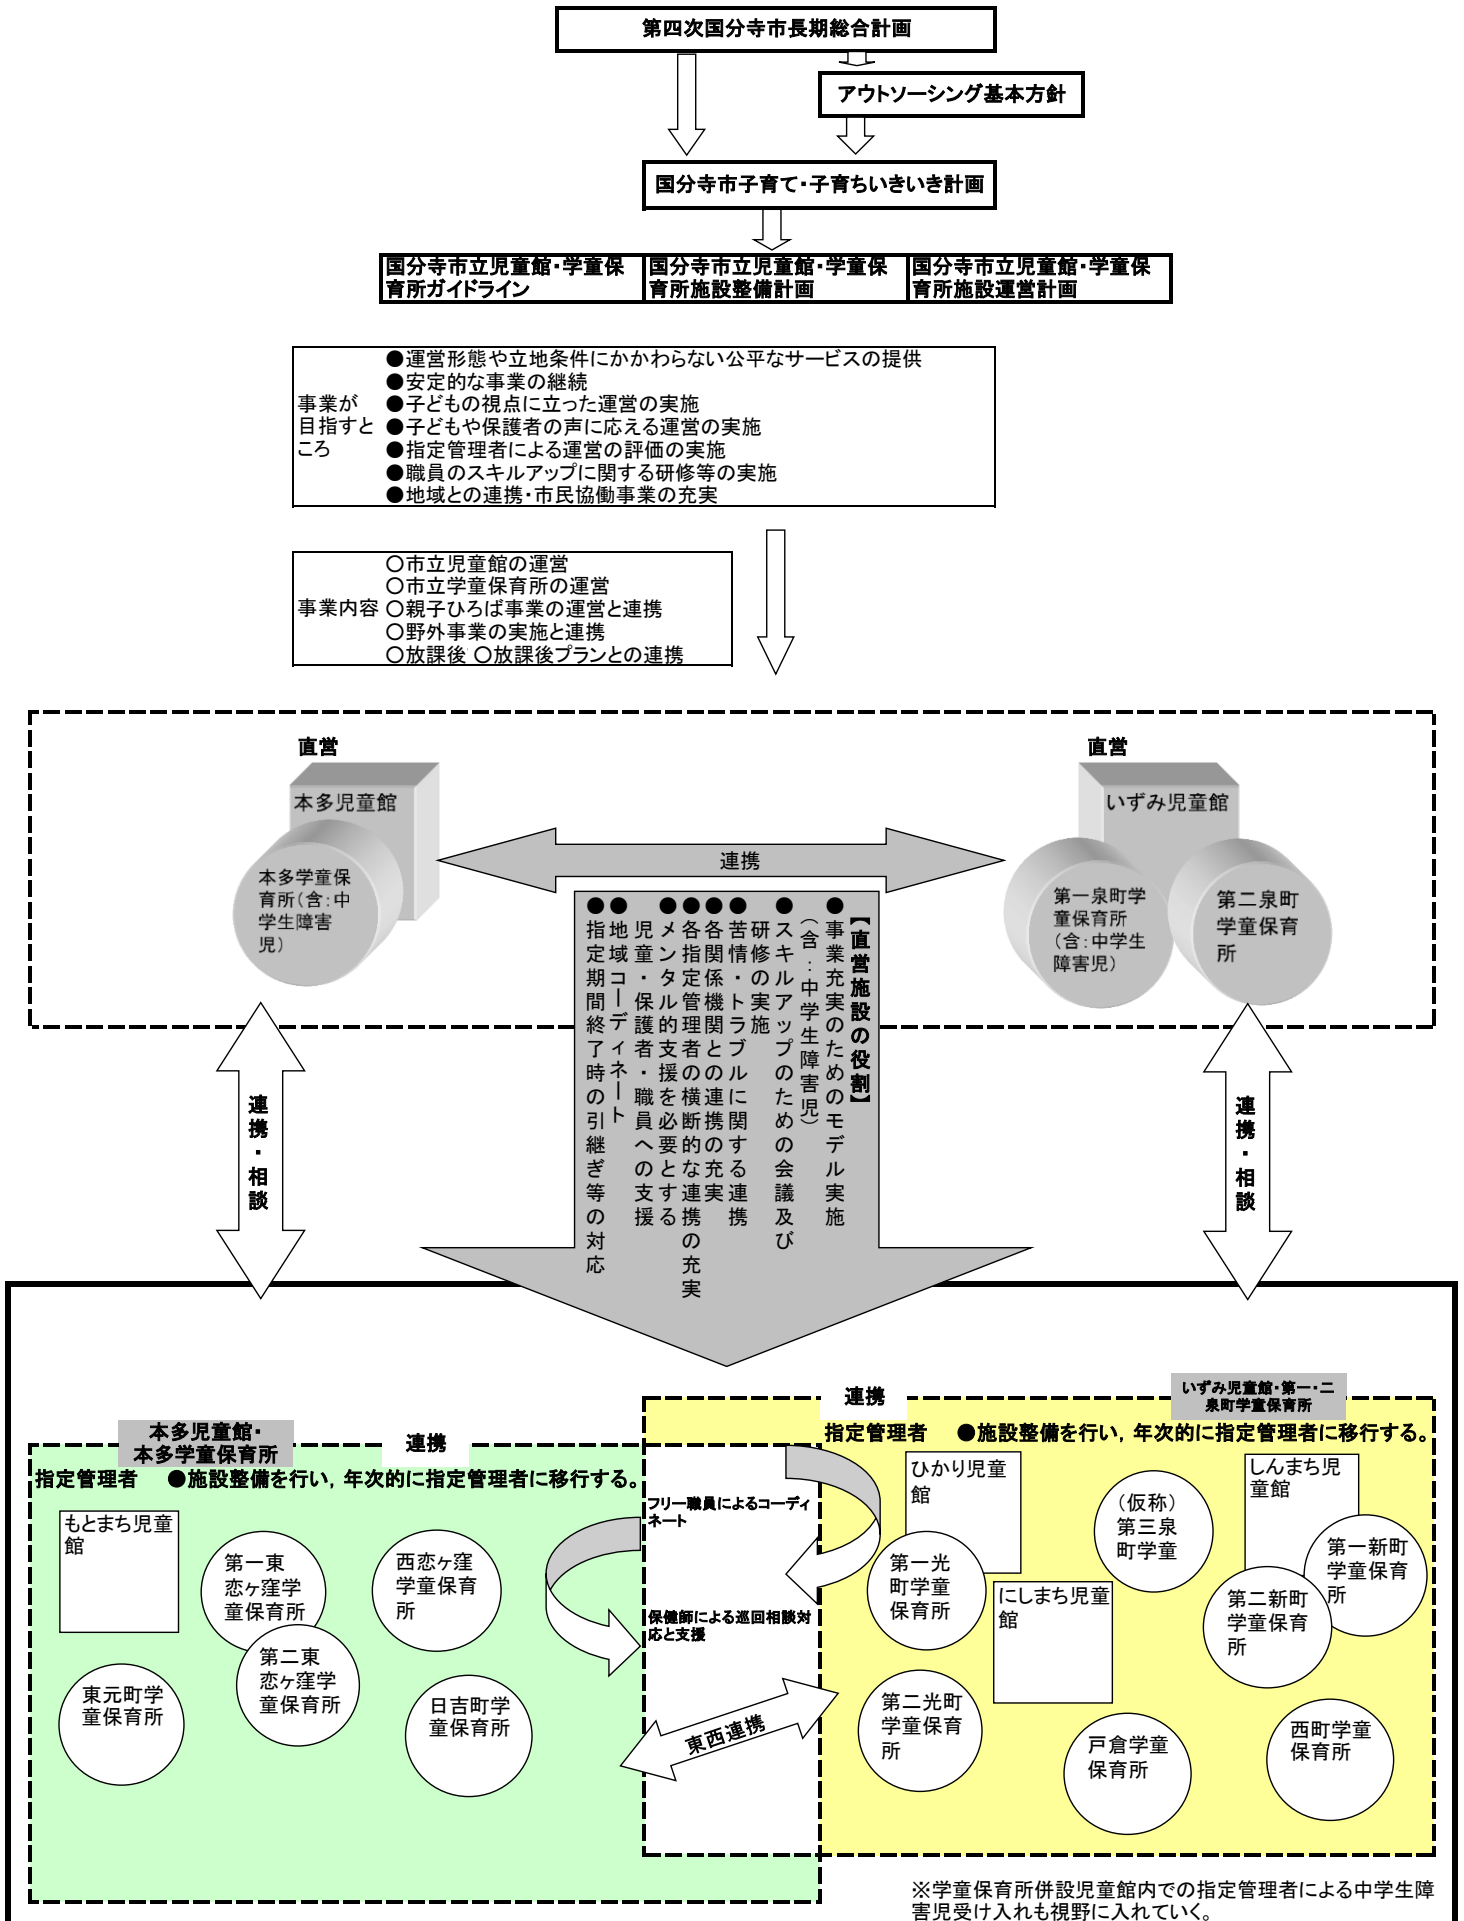 第四次国分寺市長期総合計画
アウトソーシング基本方針
国分寺市子育て・子育ちいきいき計画
国分寺市立児童館・学童保
育所ガイドライン
国分寺市立児童館・学童保
育所施設整備計画
国分寺市立児童館・学童保
育所施設運営計画
事業が
目指すと
ころ
●運営形態や立地条件にかかわらない公平なサービスの提供
●安定的な事業の継続
●子どもの視点に立った運営の実施
●子どもや保護者の声に応える運営の実施
●指定管理者による運営の評価の実施
●職員のスキルアップに関する研修等の実施
●地域との連携・市民協働事業の充実
事業内容
○市立児童館の運営
○市立学童保育所の運営
○親子ひろば事業の運営と連携
○野外事業の実施と連携
○放課後 ○放課後プランとの連携
直営
本多児童館
本多学童保
育所（含：中
学生障害
児）
連携
直営
いずみ児童館
第一泉町学
童保育所
（含：中学生
障害児）
第二泉町
学童保育
所
【直営施設の役割】
●事業充実のためのモデル実施
（含：中学生障害児）
●スキルアップのための会議及び
研修の実施
●苦情・トラブルに関する連携
●各関係機関との連携の充実
●各指定管理者の横断的な連携の充実
●メンタル的支援を必要とする
児童・保護者・職員への支援
●地域コーディネート
●指定期間終了時の引継ぎ等の対応
連携・相談
連携・相談
本多児童館・
本多学童保育所
連携
指定管理者　●施設整備を行い，年次的に指定管理者に移行する。
もとまち児童
館
第一東
恋ヶ窪学
童保育所
第二東
恋ヶ窪学
童保育所
西恋ヶ窪
学童保育
所
東元町学
童保育所
日吉町学
童保育所
フリー職員によるコーディ
ネート
保健師による巡回相談対
応と支援
東西連携
連携
いずみ児童館・第一・二
泉町学童保育所
指定管理者　●施設整備を行い，年次的に指定管理者に移行する。
ひかり児童
館
第一光
町学童
保育所
（仮称）
第三泉
町学童
しんまち児
童館
第一新町
学童保育
所
第二新町
学童保育
所
にしまち児童
館
第二光町
学童保育
所
戸倉学童
保育所
西町学童
保育所
※学童保育所併設児童館内での指定管理者による中学生障
害児受け入れも視野に入れていく。